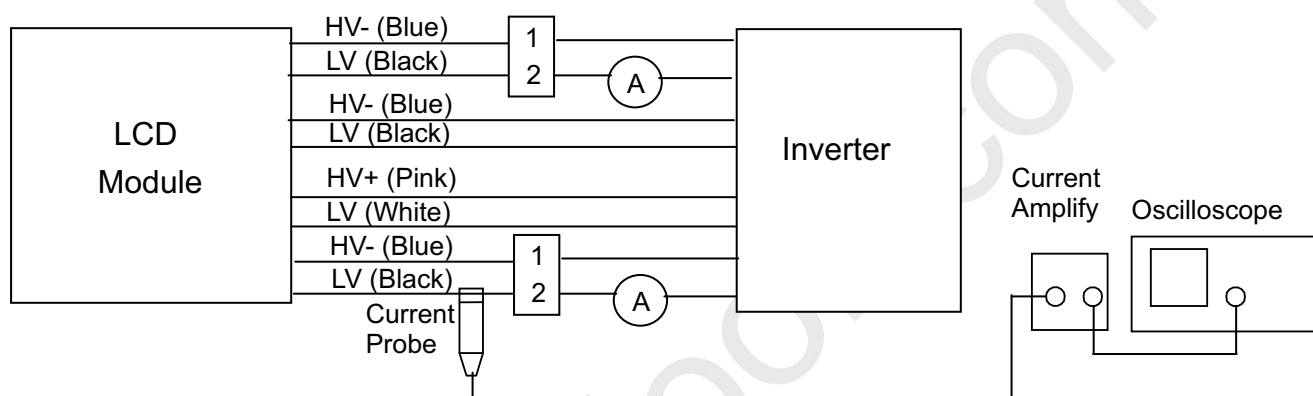 LCD
Module
HV- (Blue)
LV (Black)
HV- (Blue)
LV (Black)
HV+ (Pink)
LV (White)
HV- (Blue)
LV (Black)
1
2
A
1
2
A
Current
Probe
Inverter
Current
Amplify
Oscilloscope